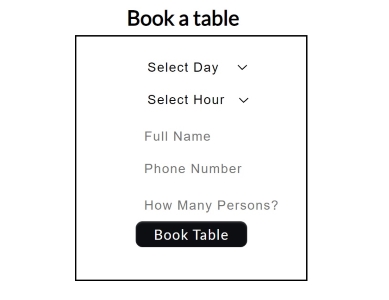 Book a table
Select Day
Select Hour
Full Name
Phone Number
How Many Persons?
Book Table